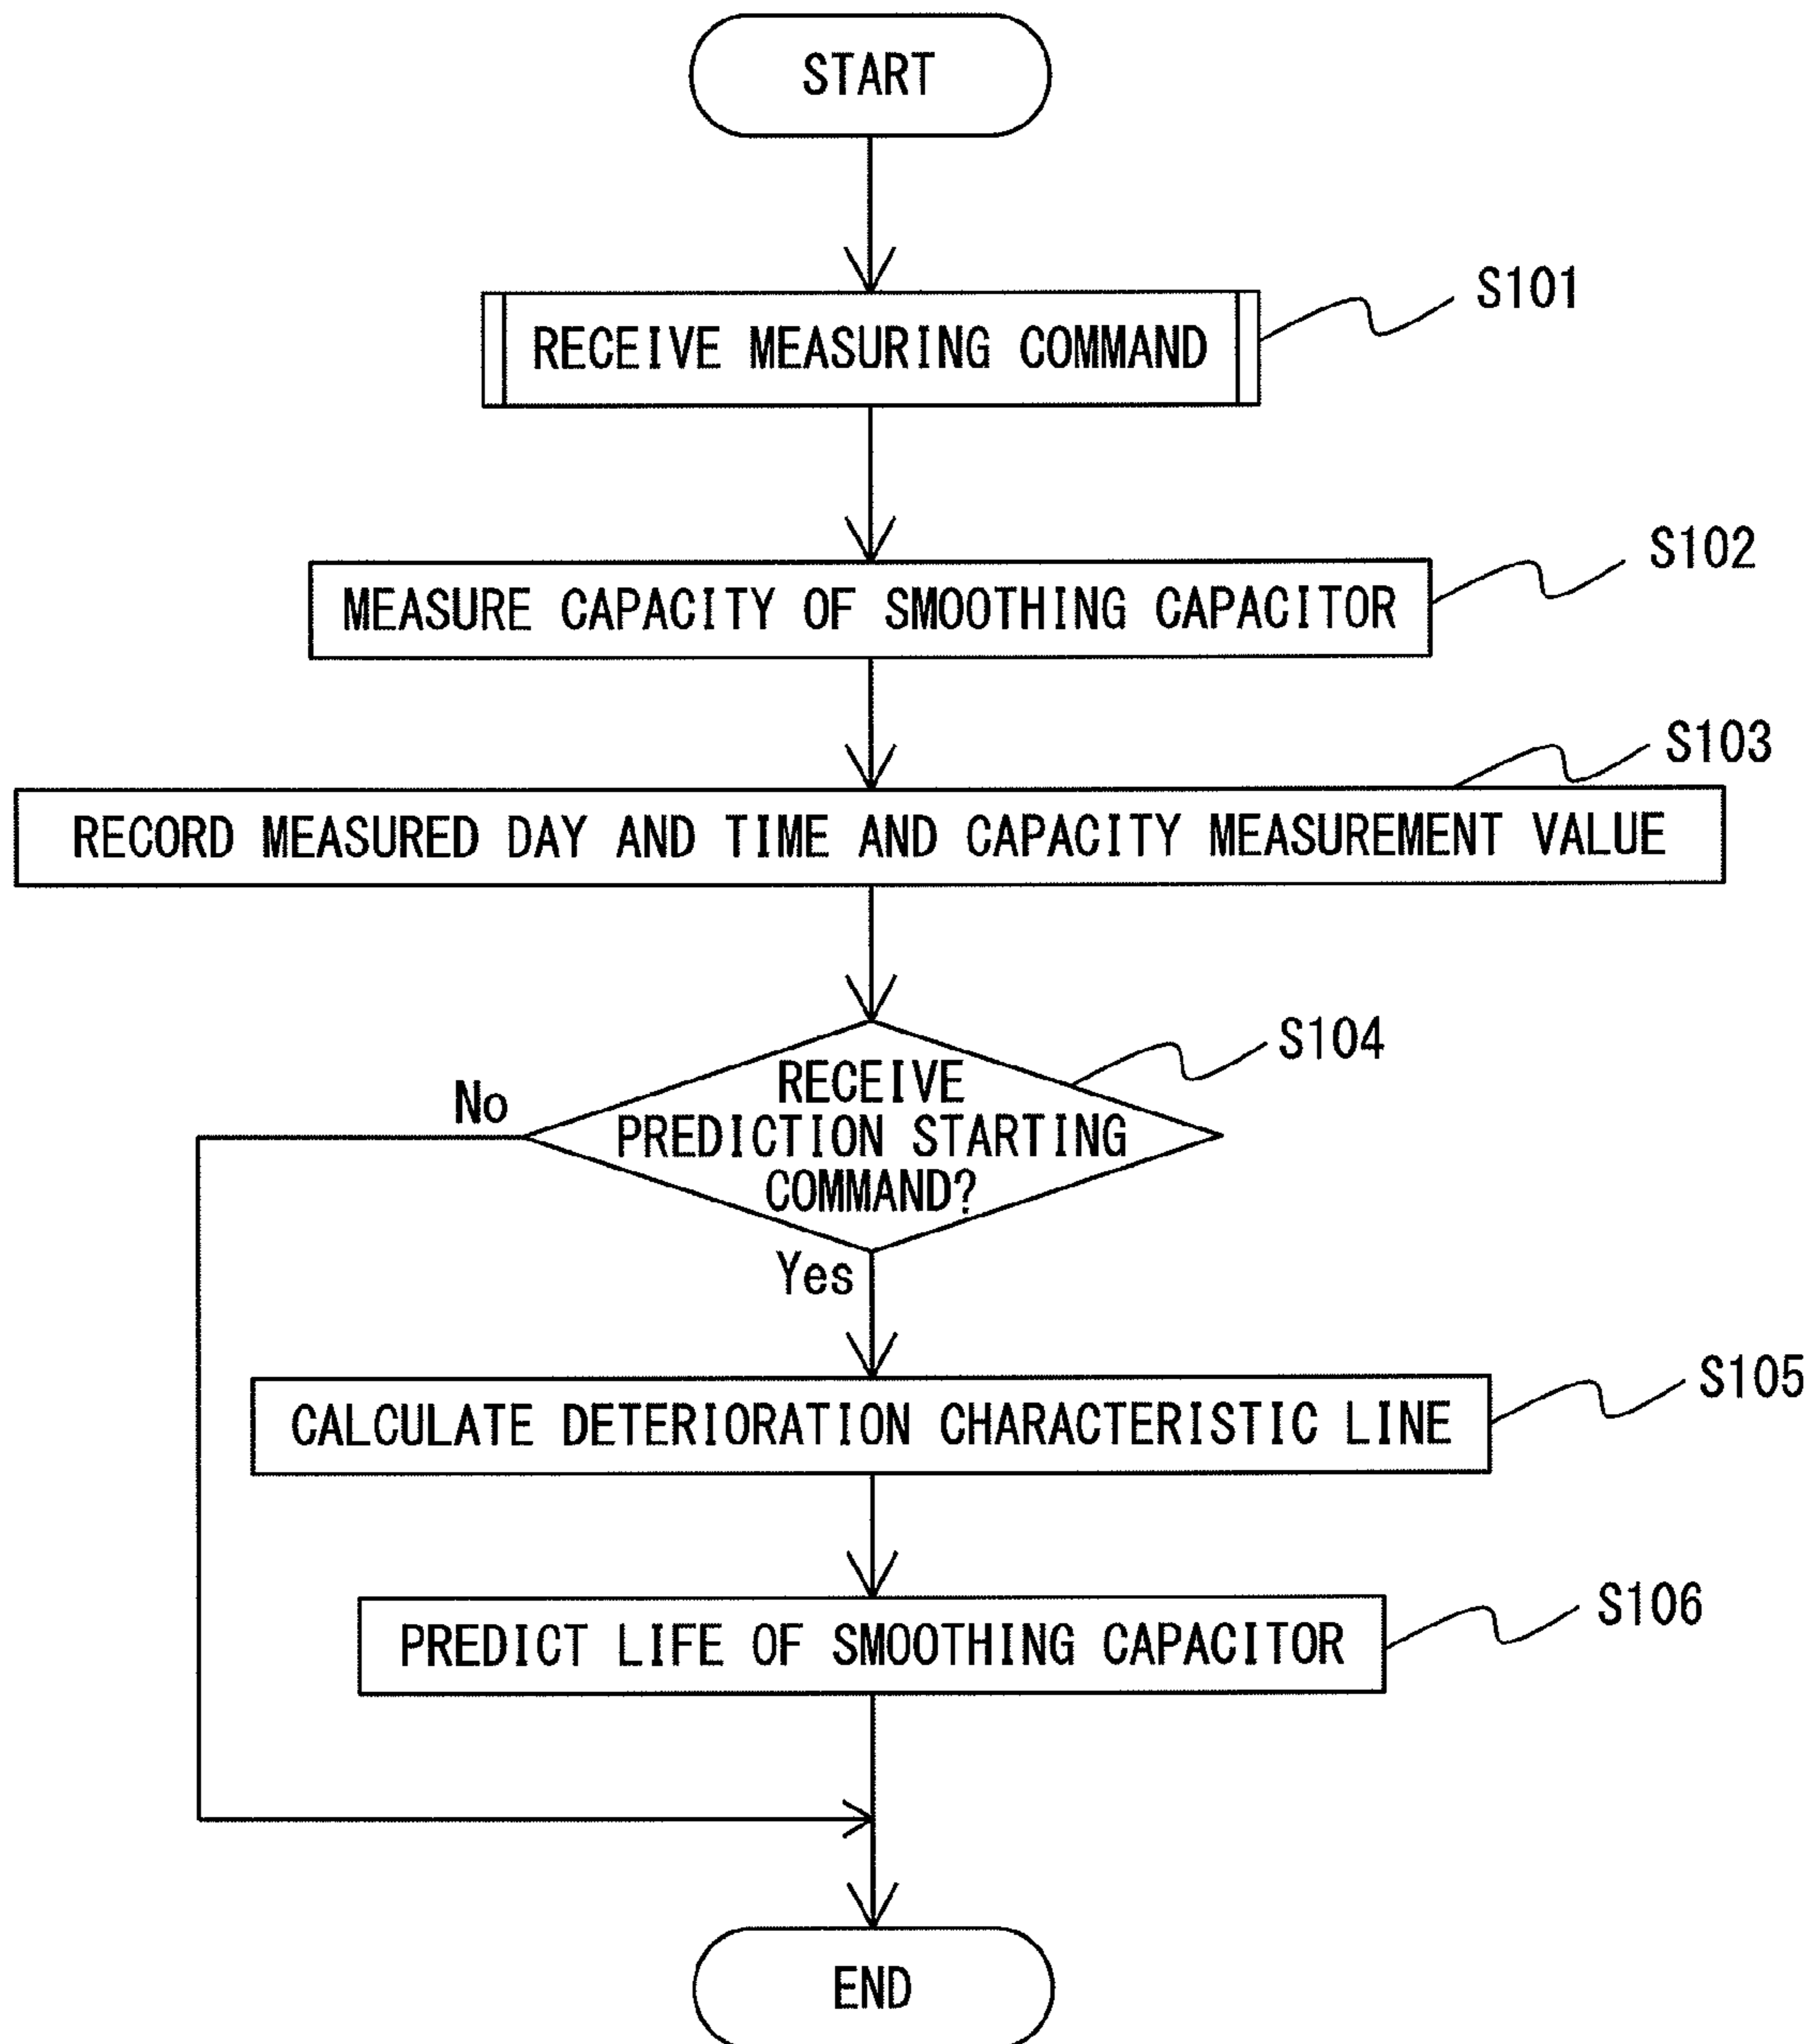 START
RECEIVE MEASURING COMMAND
S101
MEASURE CAPACITY OF SMOOTHING CAPACITOR
S102
RECORD MEASURED DAY AND TIME AND CAPACITY MEASUREMENT VALUE
S103
RECEIVE
PREDICTION STARTING
COMMAND?
S104
No
Yes
CALCULATE DETERIORATION CHARACTERISTIC LINE
S105
PREDICT LIFE OF SMOOTHING CAPACITOR
S106
END